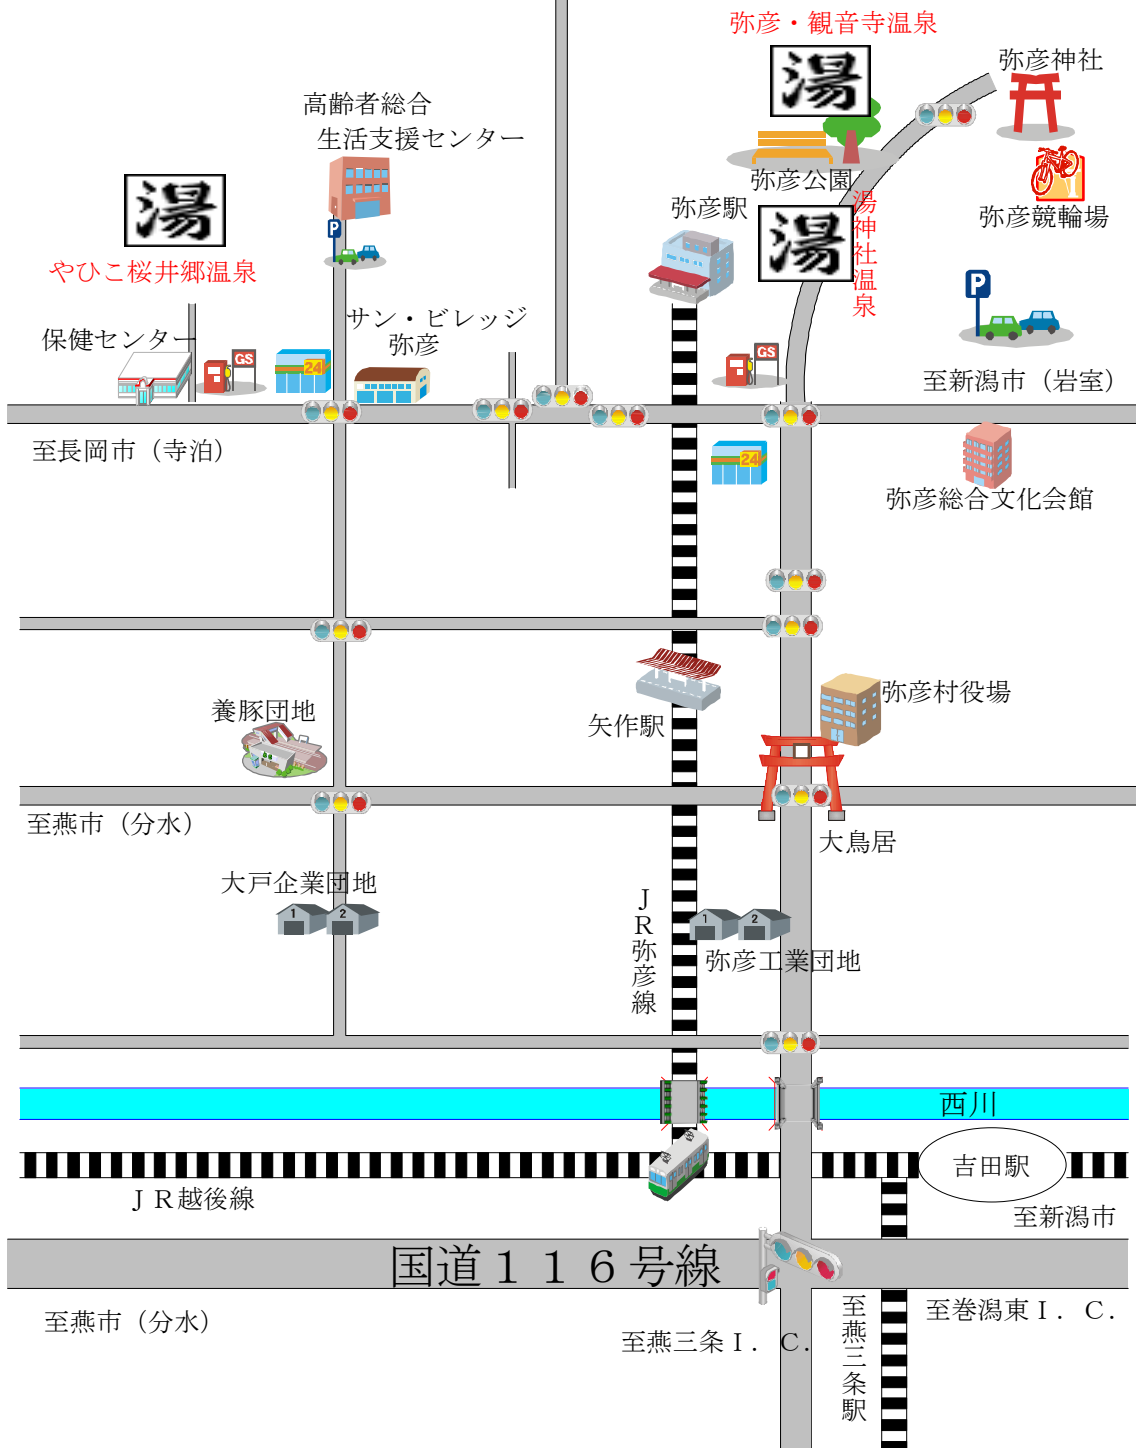 弥彦・観音寺温泉
湯
弥彦神社
高齢者総合
生活支援センター
弥彦公園
湯
やひこ桜井郷温泉
弥彦駅
湯
湯神社温泉
弥彦競輪場
P
P
保健センター
サン・ビレッジ
弥彦
GS
24
GS
至新潟市（岩室）
至長岡市（寺泊）
24
弥彦総合文化会館
養豚団地
矢作駅
弥彦村役場
至燕市（分水）
大鳥居
大戸企業団地
1
2
ＪＲ弥彦線
1
2
弥彦工業団地
西川
吉田駅
ＪＲ越後線
至新潟市
国道１１６号線
至燕市（分水）
至燕三条Ｉ．Ｃ．
至燕三条駅
至巻潟東Ｉ．Ｃ．